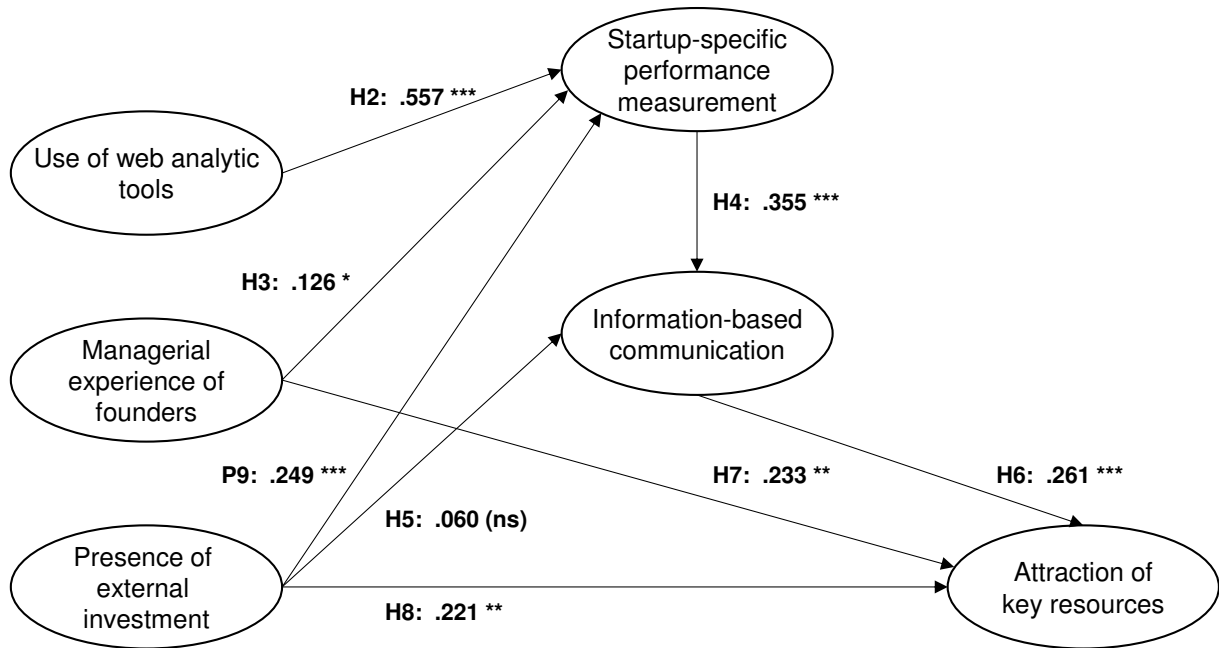 Startup-specific
performance
measurement
H2: .557 ***
Use of web analytic
tools
H4: .355 ***
H3: .126 *
Information-based
communication
Managerial
experience of
founders
P9: .249 ***
H7: .233 **
H6: .261 ***
H5: .060 (ns)
Presence of
external
investment
Attraction of
key resources
H8: .221 **